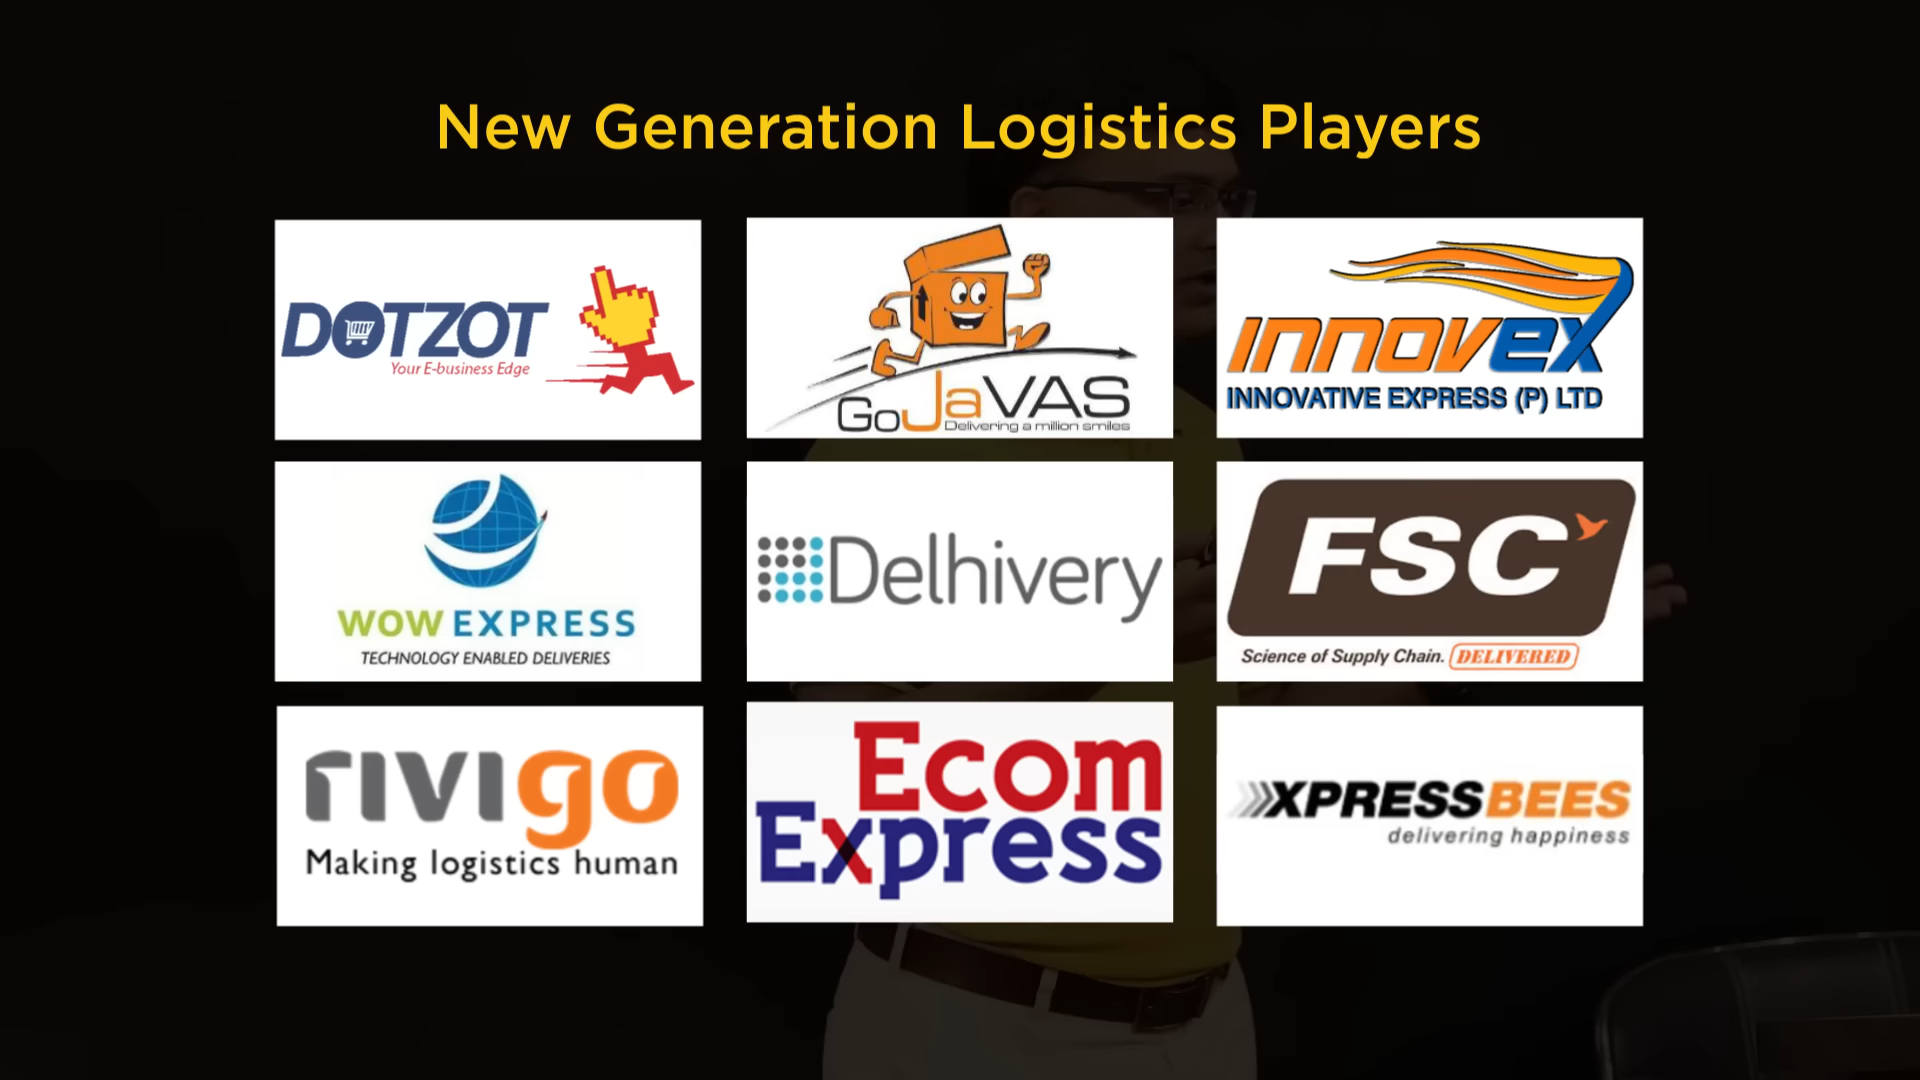 New Generation Logistics Players
DOTZOT
Your E-business Edge
GoJaVAS
Delivering a million smiles
innovex
INNOVATIVE EXPRESS (P) LTD
WOW EXPRESS
TECHNOLOGY ENABLED DELIVERIES
Delhivery
FSC
Science of Supply Chain. DELIVERED
rivigo
Making logistics human
Ecom
Express
XPRESSBEES
delivering happiness